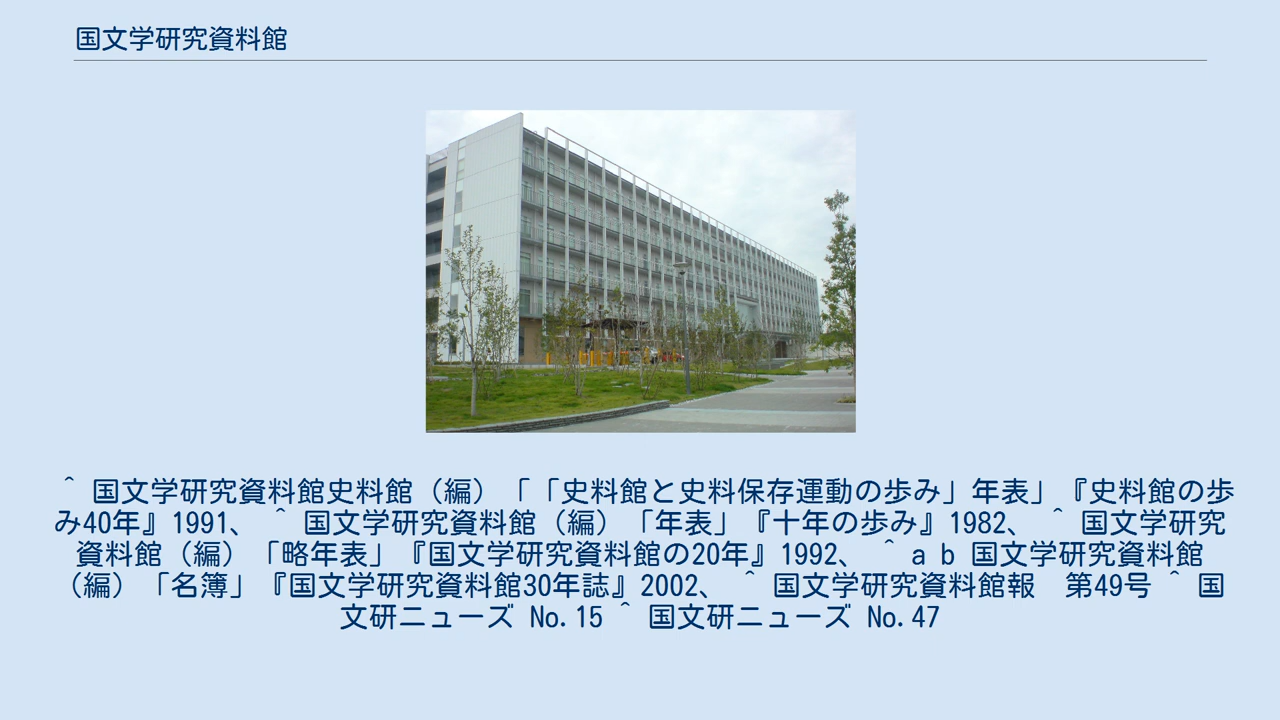 国文学研究資料館
^ 国文学研究資料館史料館（編）「「史料館と史料保存運動の歩み」年表」『史料館の歩
み40年』1991、 ^ 国文学研究資料館（編）「年表」『十年の歩み』1982、 ^ 国文学研究
資料館（編）「略年表」『国文学研究資料館の20年』1992、 ^ a b 国文学研究資料館
（編）「名簿」『国文学研究資料館30年誌』2002、 ^ 国文学研究資料館報　第49号 ^ 国
文研ニューズ No.15 ^ 国文研ニューズ No.47